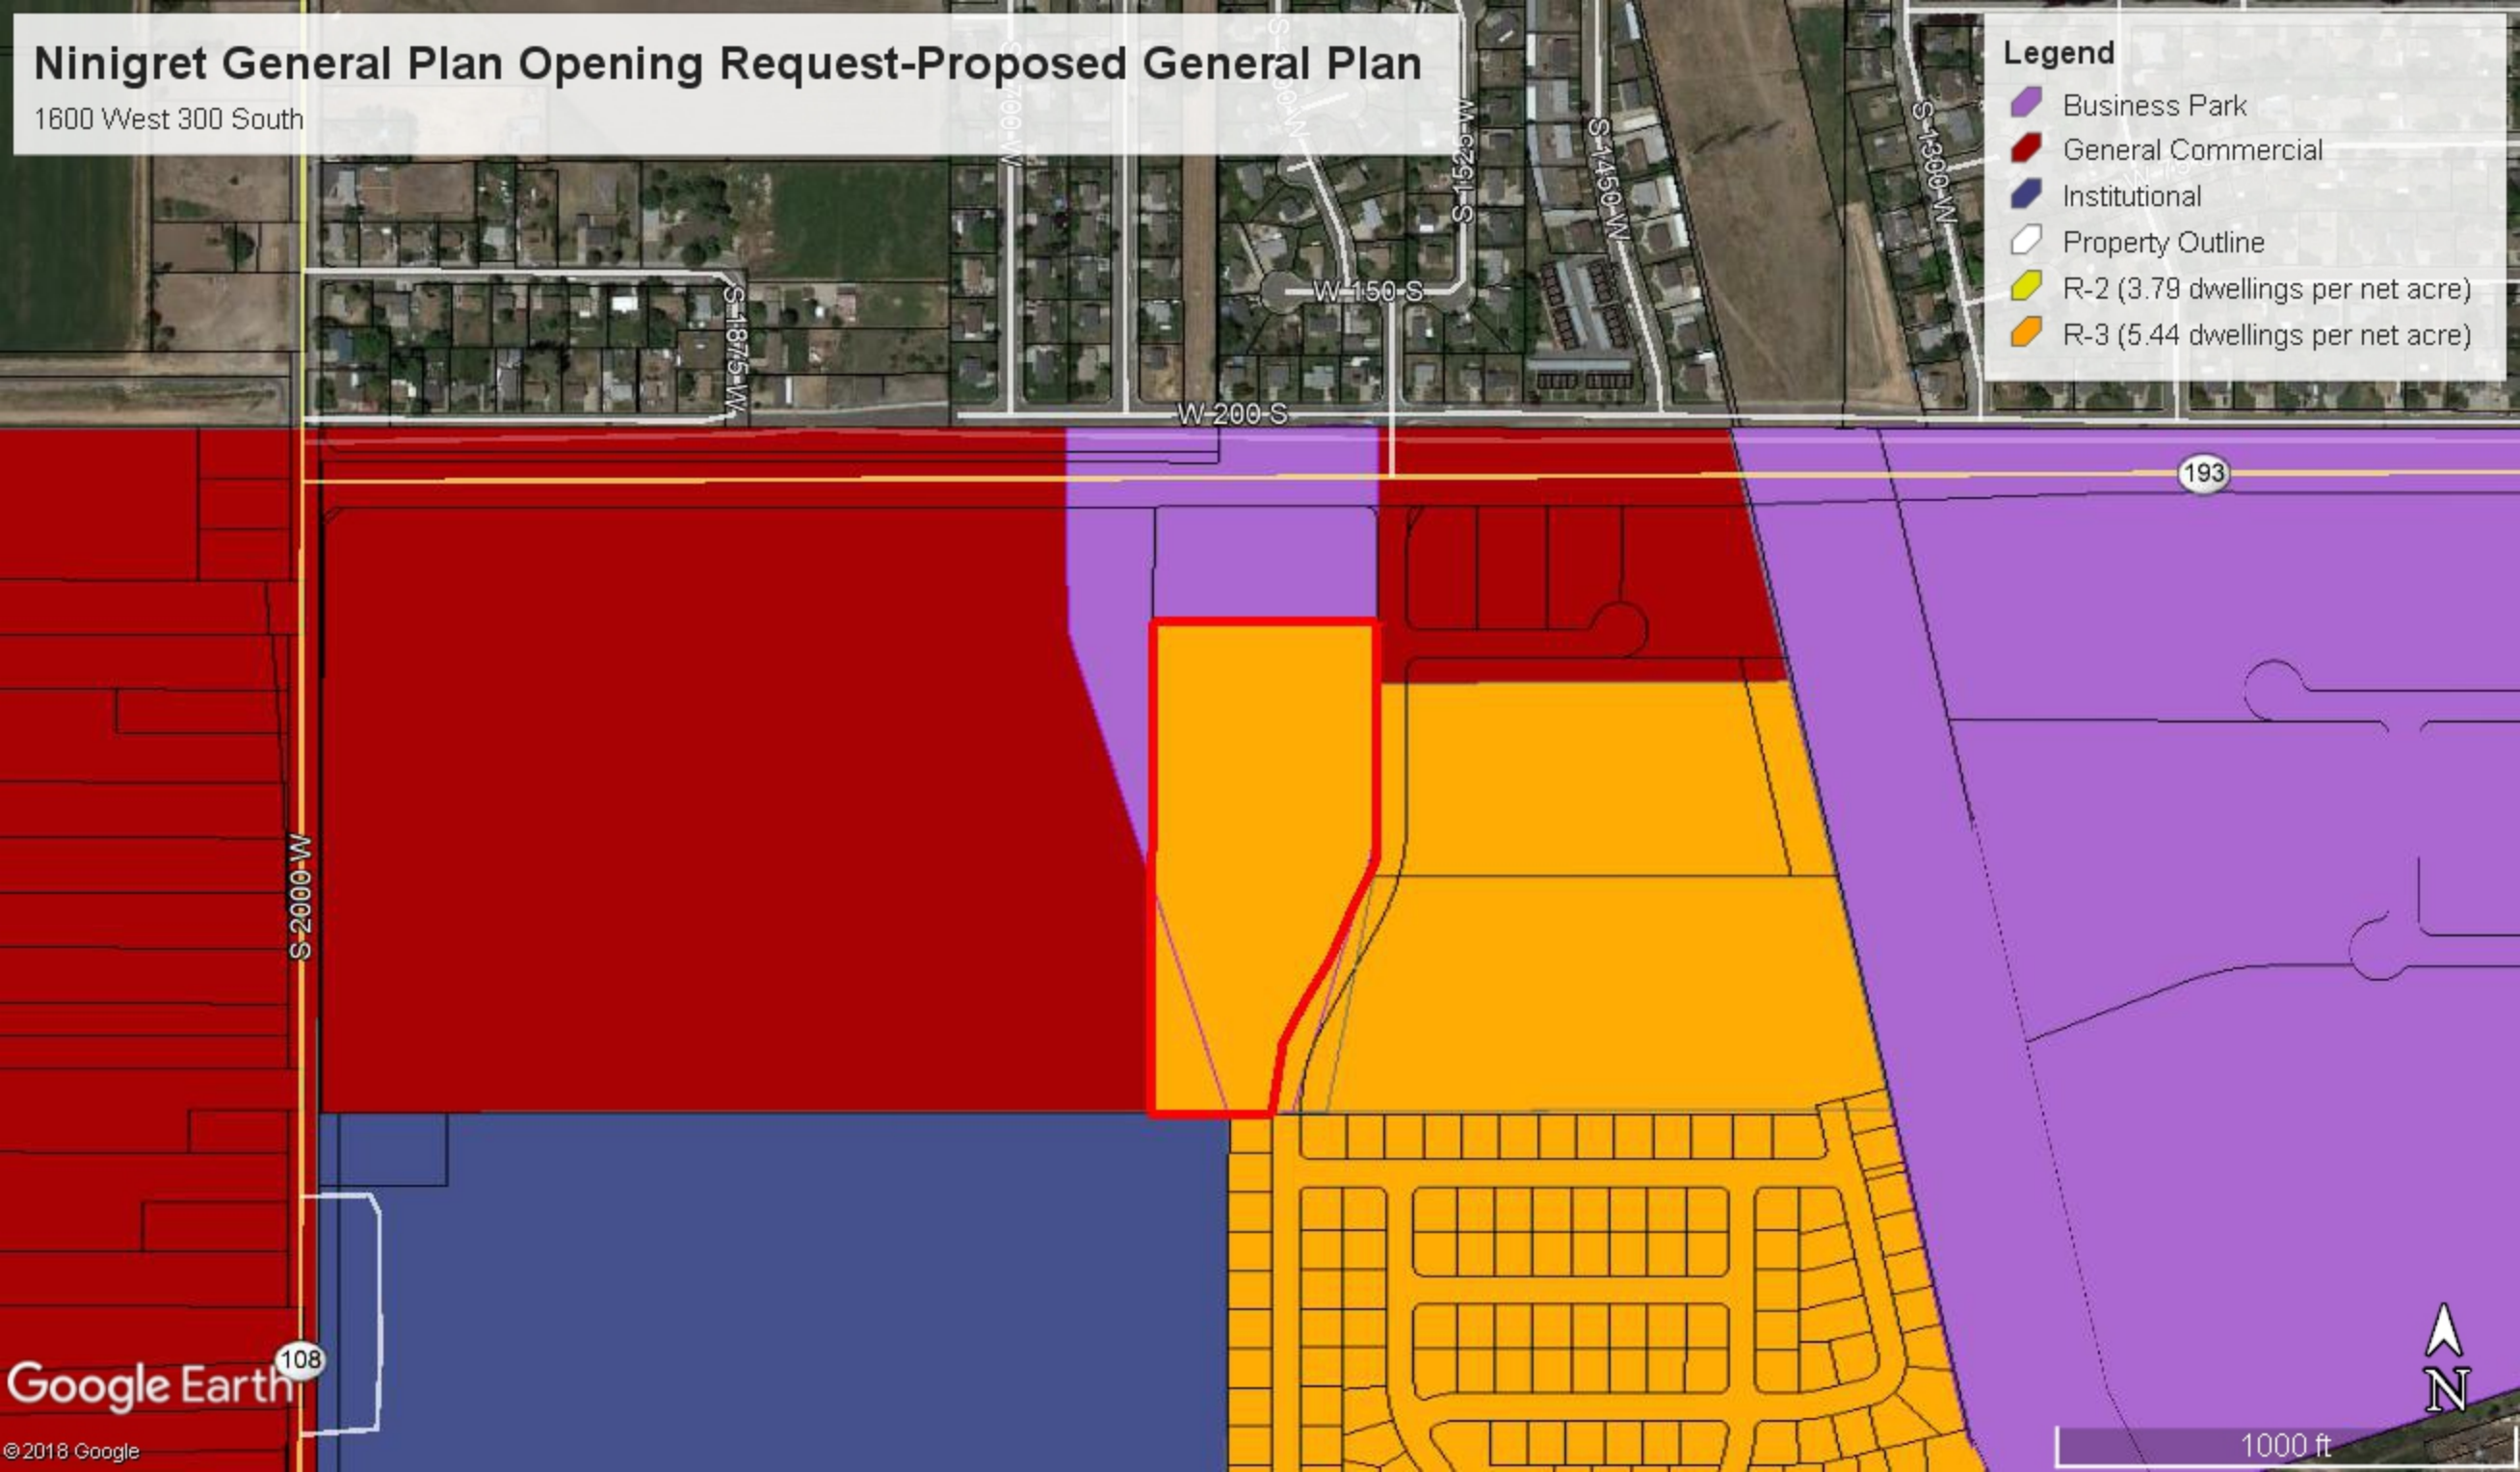 Ninigret General Plan Opening Request-Proposed General Plan
1600 West 300 South
Legend
Business Park
General Commercial
Institutional
Property Outline
R-2 (3.79 dwellings per net acre)
R-3 (5.44 dwellings per net acre)
S 1525 W
S 1450 W
S 1300 W
W 150 S
S 1875 W
W 200 S
193
S 2000 W
108
Google Earth
N
©2018 Google
1000 ft